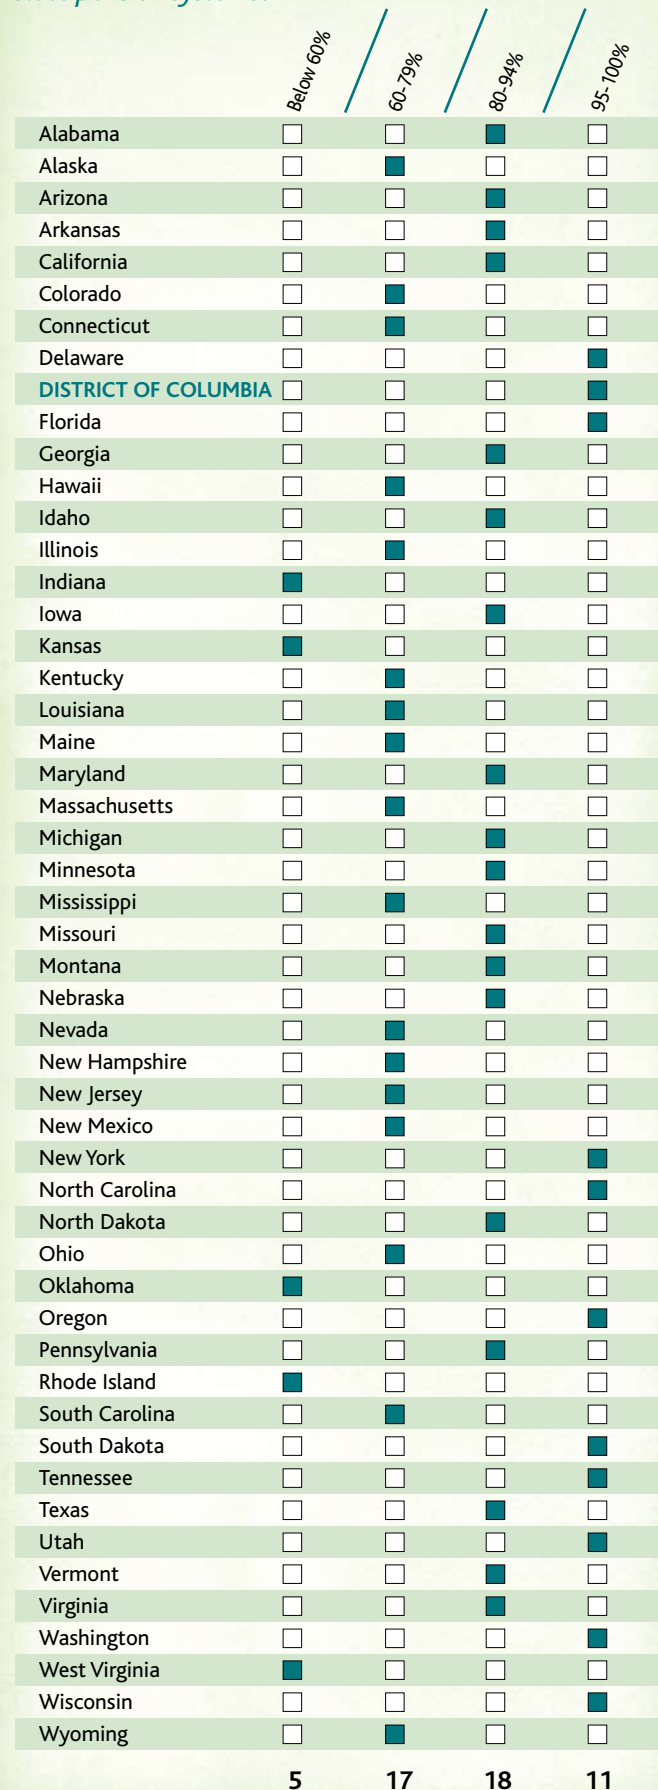 Below 60%
60-79%
80-94%
95-100%
Alabama
Alaska
Arizona
Arkansas
California
Colorado
Connecticut
Delaware
DISTRICT OF COLUMBIA
Florida
Georgia
Hawaii
Idaho
Illinois
Indiana
Iowa
Kansas
Kentucky
Louisiana
Maine
Maryland
Massachusetts
Michigan
Minnesota
Mississippi
Missouri
Montana
Nebraska
Nevada
New Hampshire
New Jersey
New Mexico
New York
North Carolina
North Dakota
Ohio
Oklahoma
Oregon
Pennsylvania
Rhode Island
South Carolina
South Dakota
Tennessee
Texas
Utah
Vermont
Virginia
Washington
West Virginia
Wisconsin
Wyoming
5 17 18 11